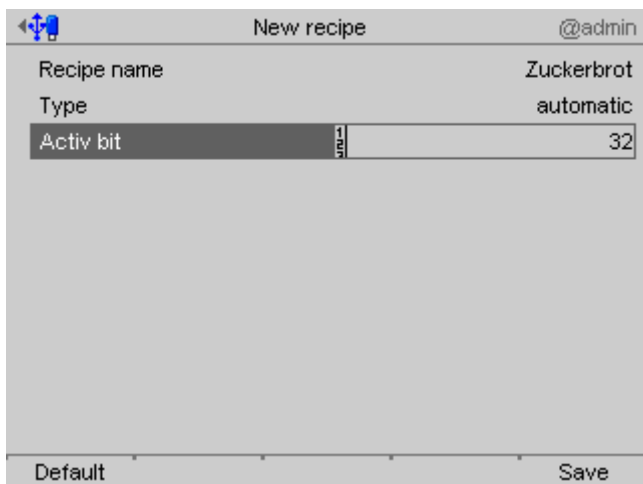 New recipe @admin
Recipe name Zuckerbrot
Type automatic
Activ bit 32
Default Save